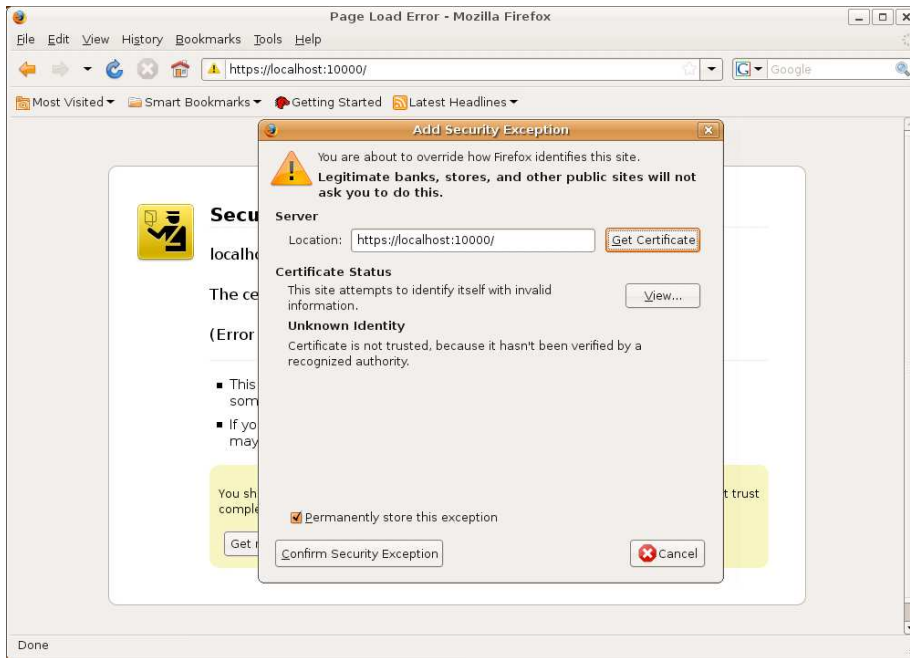 Page Load Error - Mozilla Firefox
File Edit View History Bookmarks Tools Help
https://localhost:10000/
Google
Most Visited Smart Bookmarks Getting Started Latest Headlines
Add Security Exception
You are about to override how Firefox identifies this site.
Legitimate banks, stores, and other public sites will not
ask you to do this.
Server
Location: https://localhost:10000/ Get Certificate
Certificate Status
This site attempts to identify itself with invalid
information.
View...
Unknown Identity
Certificate is not trusted, because it hasn't been verified by a
recognized authority.
Permanently store this exception
Confirm Security Exception Cancel
Secu
localho
The ce
(Error
This
som
If yo
may
You sh t trust
comple
Get
Done